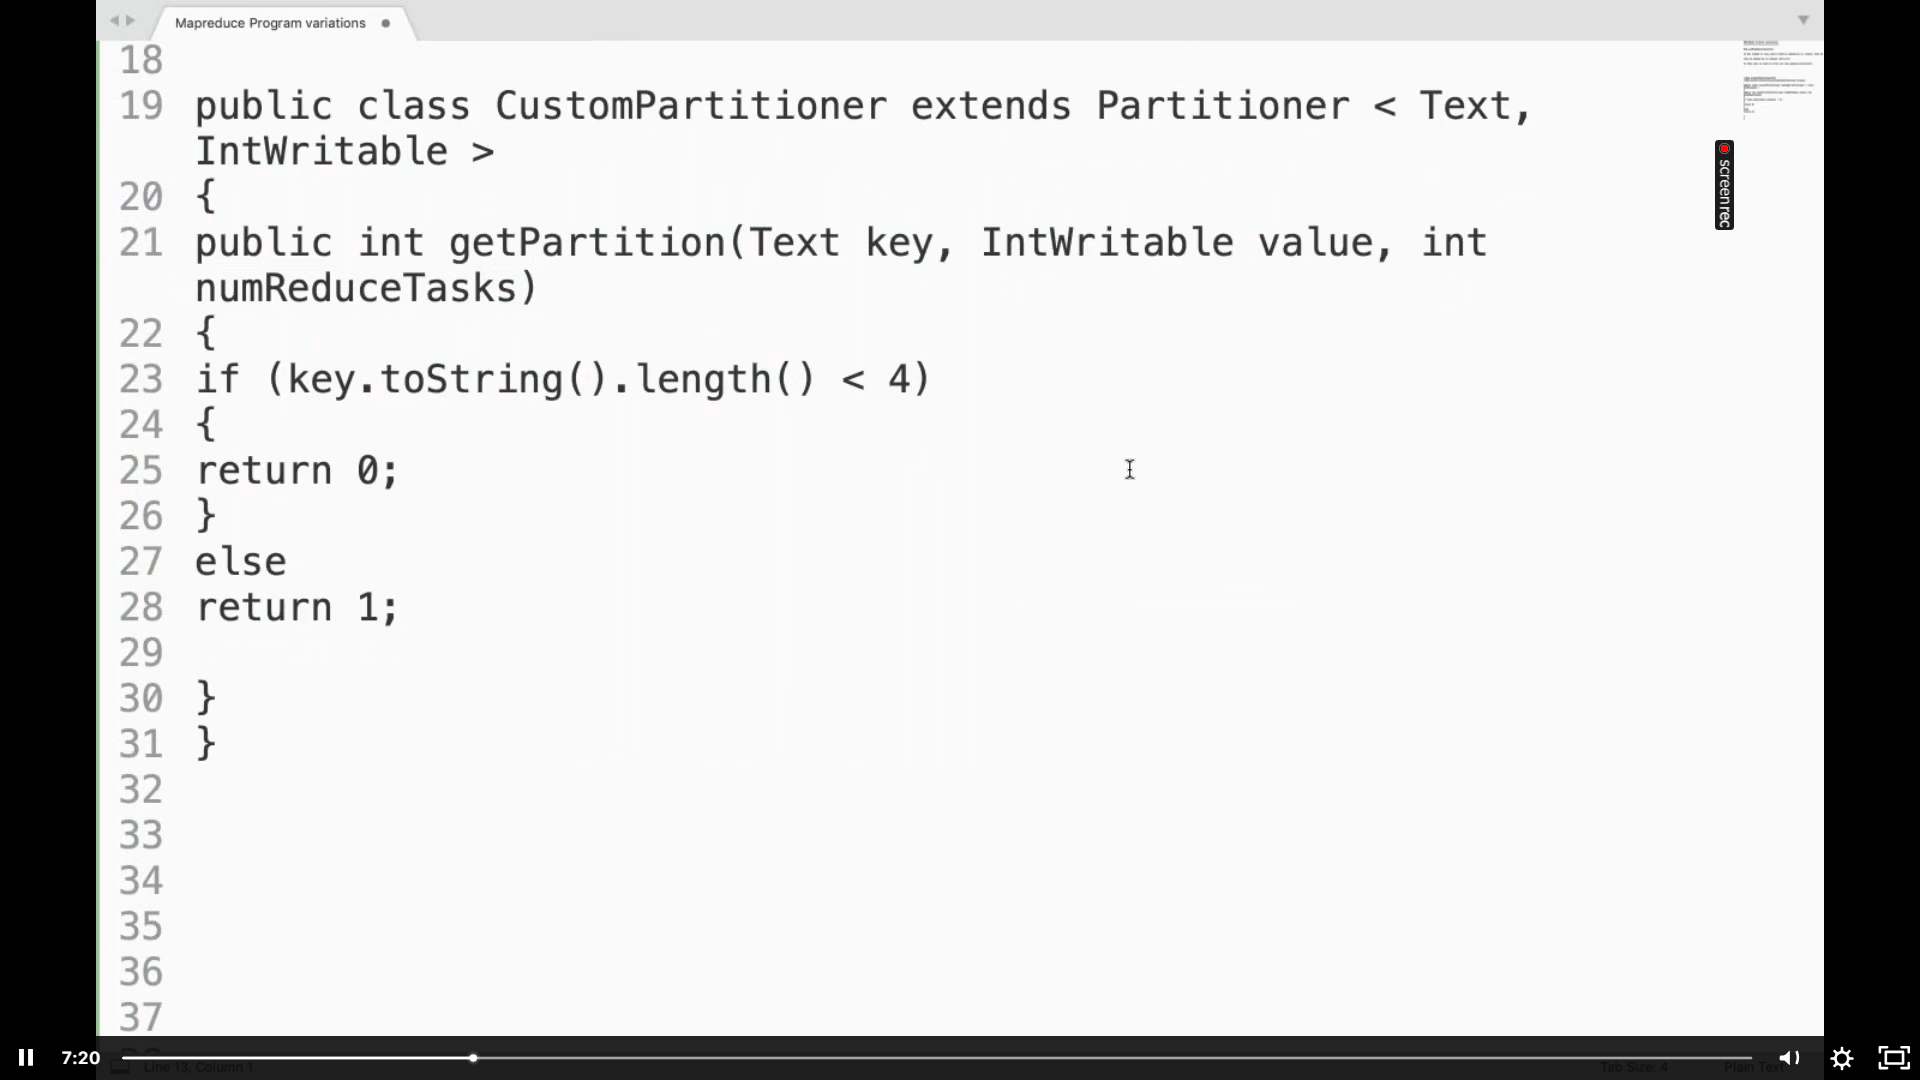 Mapreduce Program variations
18
19 public class CustomPartitioner extends Partitioner < Text,
IntWritable >
20 {
21 public int getPartition(Text key, IntWritable value, int
numReduceTasks)
22 {
23 if (key.toString().length() < 4)
24 {
25 return 0;
26 }
27 else
28 return 1;
29
30 }
31 }
32
33
34
35
36
37
screenrec
7:20
Line 13, Column 1
Tab Size: 4
Plain Text